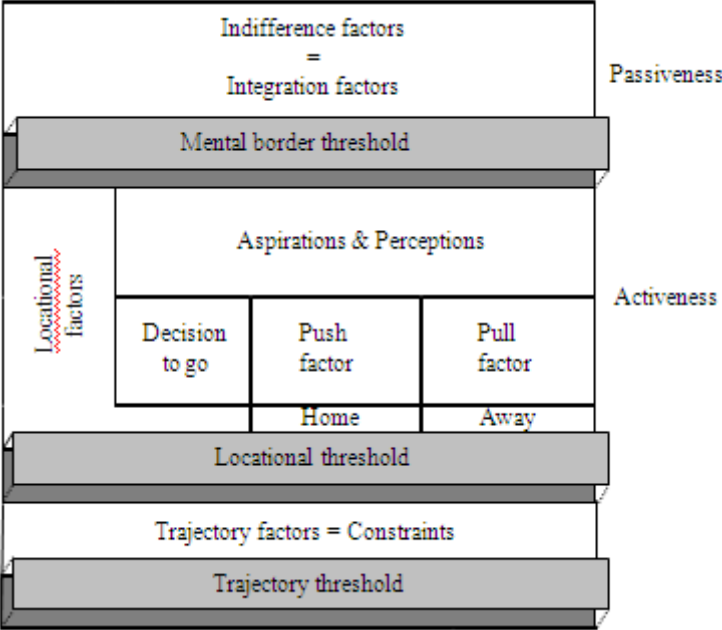 Indifference factors
=
Integration factors
Passiveness
Mental border threshold
Locational
factors
Aspirations & Perceptions
Activeness
Decision
to go
Push
factor
Pull
factor
Home
Away
Locational threshold
Trajectory factors = Constraints
Trajectory threshold